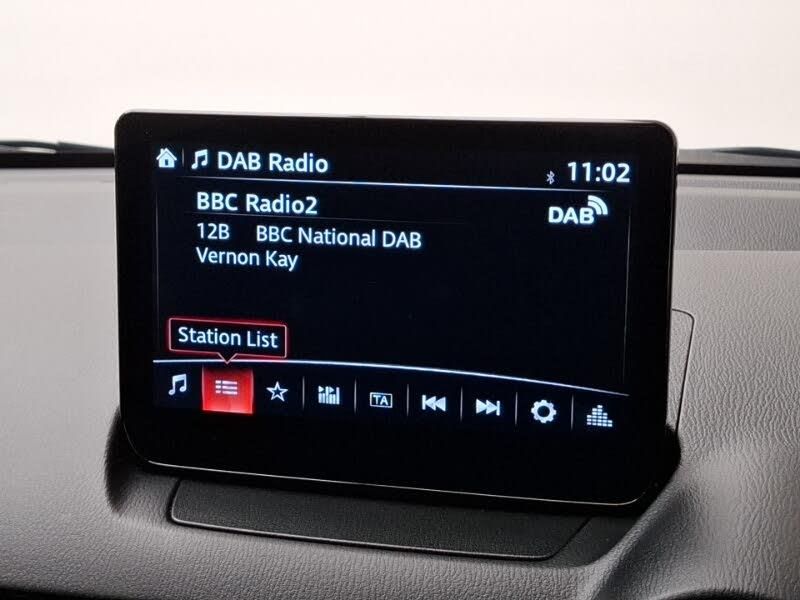 DAB Radio
11:02
BBC Radio2
DAB
12B BBC National DAB
Vernon Kay
Station List
TA